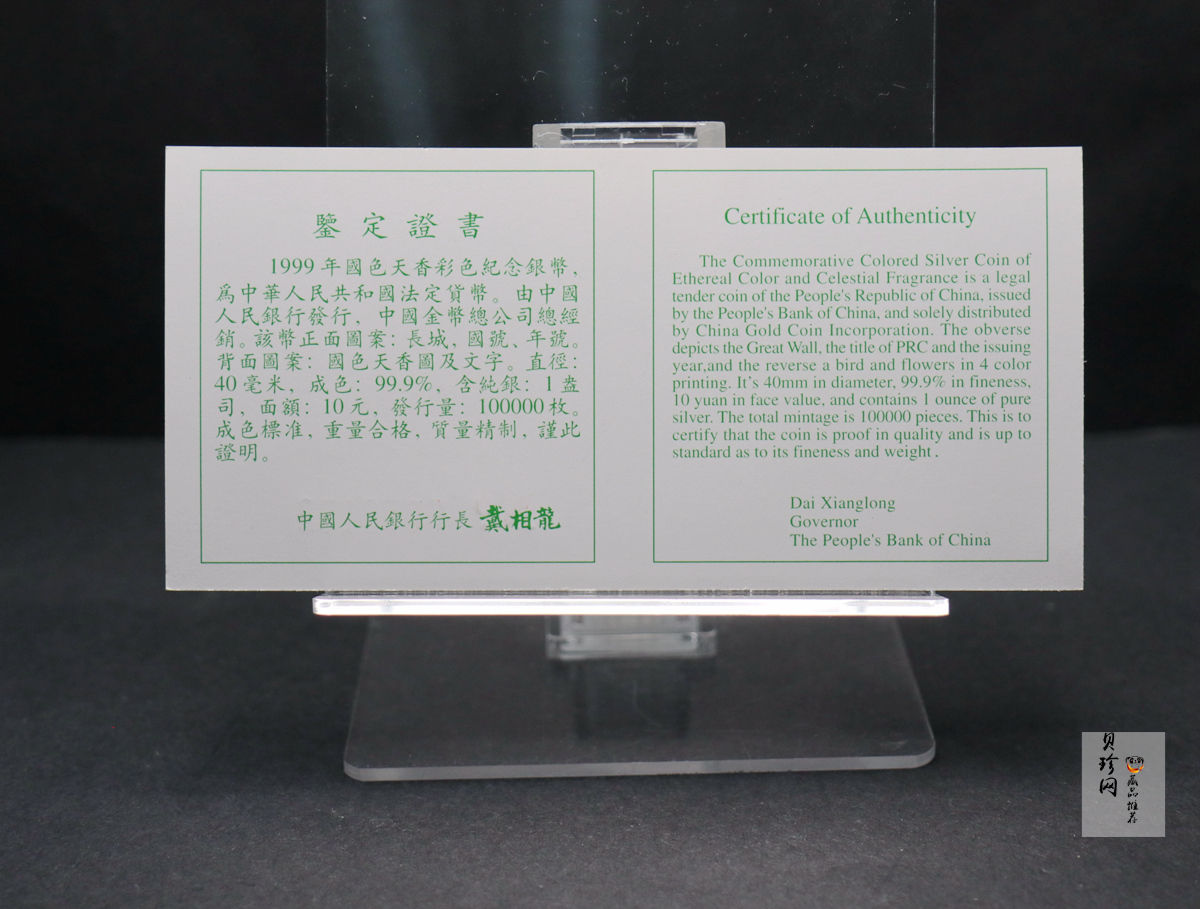 鑒定證書
1999年國色天香彩色紀念銀幣,
爲中華人民共和國法定貨幣。由中國
人民銀行發行, 中國金幣總公司總經
銷。該幣正面圖案: 長城, 國號、年號。
背面圖案: 國色天香圖及文字。直徑:
40毫米, 成色: 99.9%, 含純銀: 1盎
司, 面額: 10元, 發行量: 100000枚。
成色標准, 重量合格, 質量精制, 謹此
證明。
中國人民銀行行長 戴相龍
Certificate of Authenticity
The Commemorative Colored Silver Coin of
Ethereal Color and Celestial Fragrance is a legal
tender coin of the People's Republic of China, issued
by the People's Bank of China, and solely distributed
by China Gold Coin Incorporation. The obverse
depicts the Great Wall, the title of PRC and the issuing
year,and the reverse a bird and flowers in 4 color
printing. It's 40mm in diameter, 99.9% in fineness,
10 yuan in face value, and contains 1 ounce of pure
silver. The total mintage is 100000 pieces. This is to
certify that the coin is proof in quality and is up to
standard as to its fineness and weight .
Dai Xianglong
Governor
The People's Bank of China
贝珍网
藏品推荐